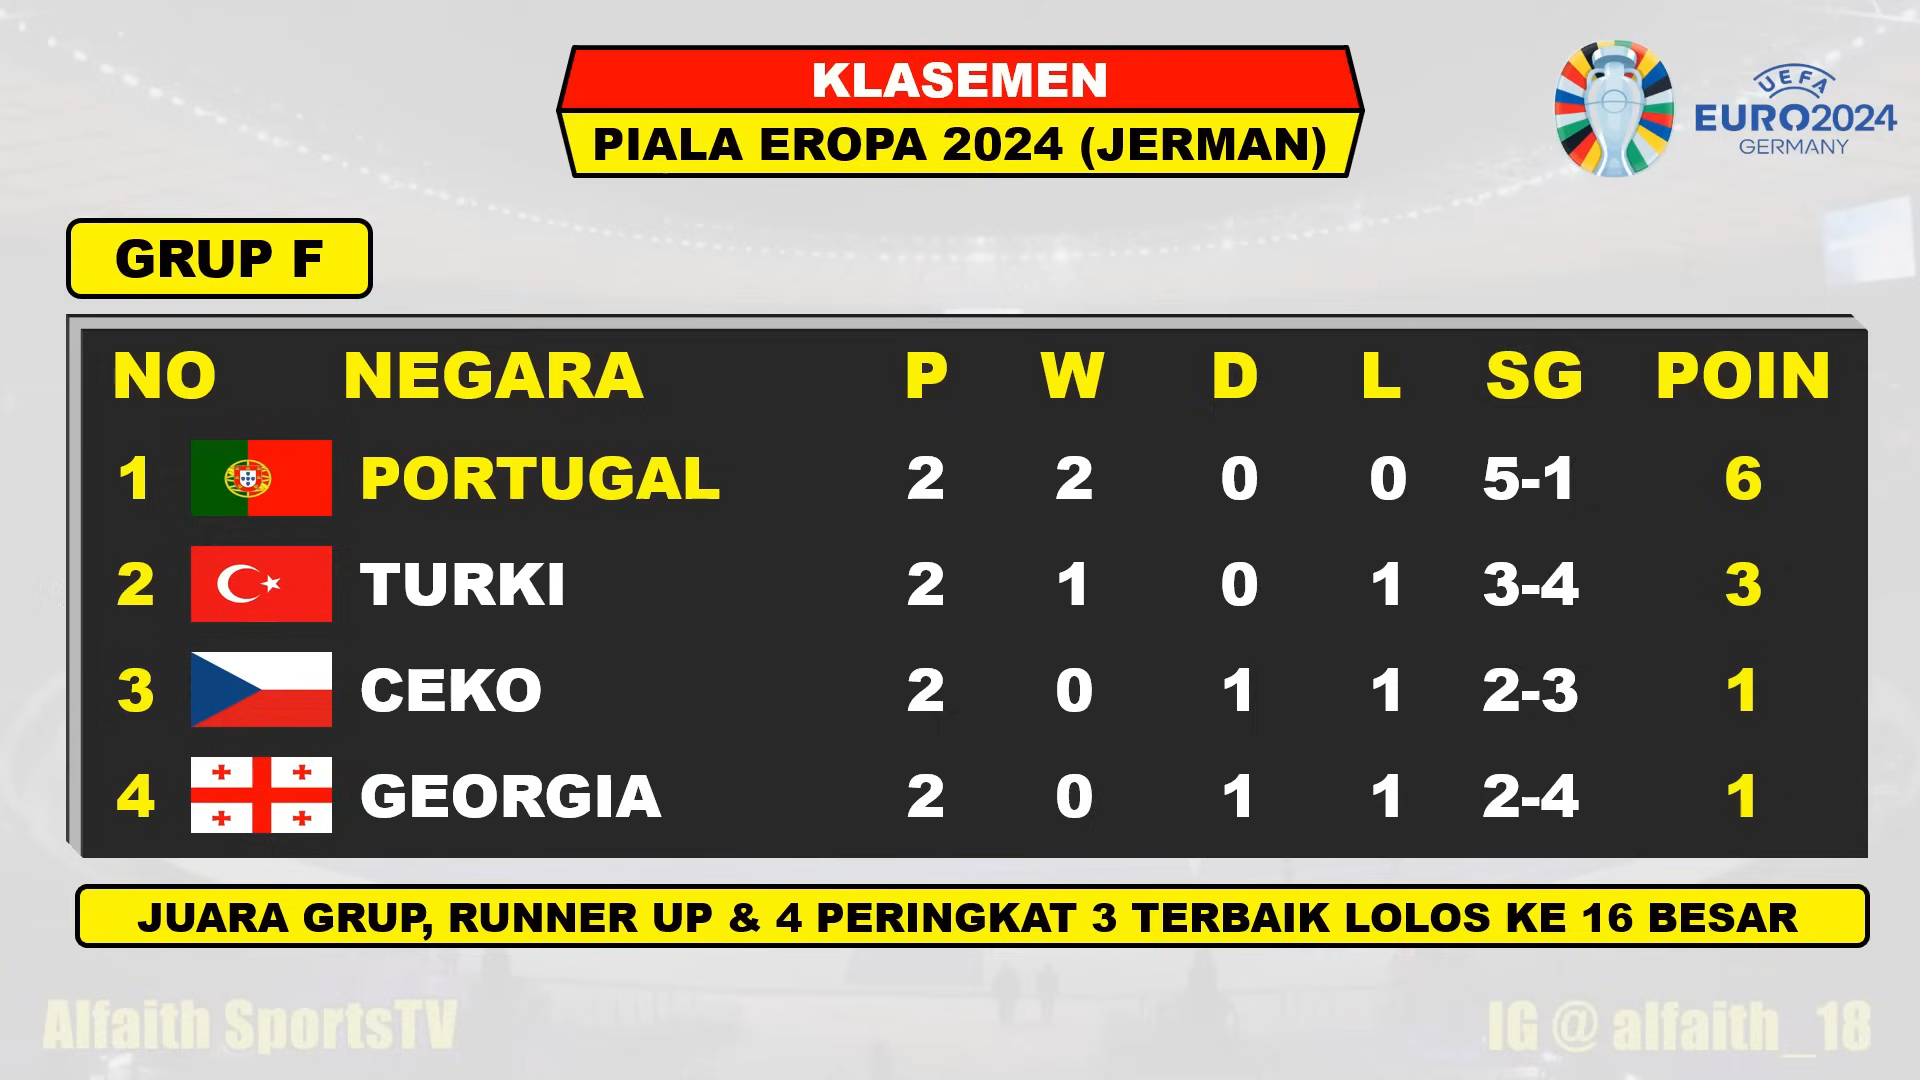 KLASEMEN
PIALA EROPA 2024 (JERMAN)
UEFA
EURO2024
GERMANY
GRUP F
NO NEGARA P W D L SG POIN
1 PORTUGAL 2 2 0 0 5-1 6
2 TURKI 2 1 0 1 3-4 3
3 CEKO 2 0 1 1 2-3 1
4 GEORGIA 2 0 1 1 2-4 1
JUARA GRUP, RUNNER UP & 4 PERINGKAT 3 TERBAIK LOLOS KE 16 BESAR
Alfaith SportsTV IG @ alfaith_18